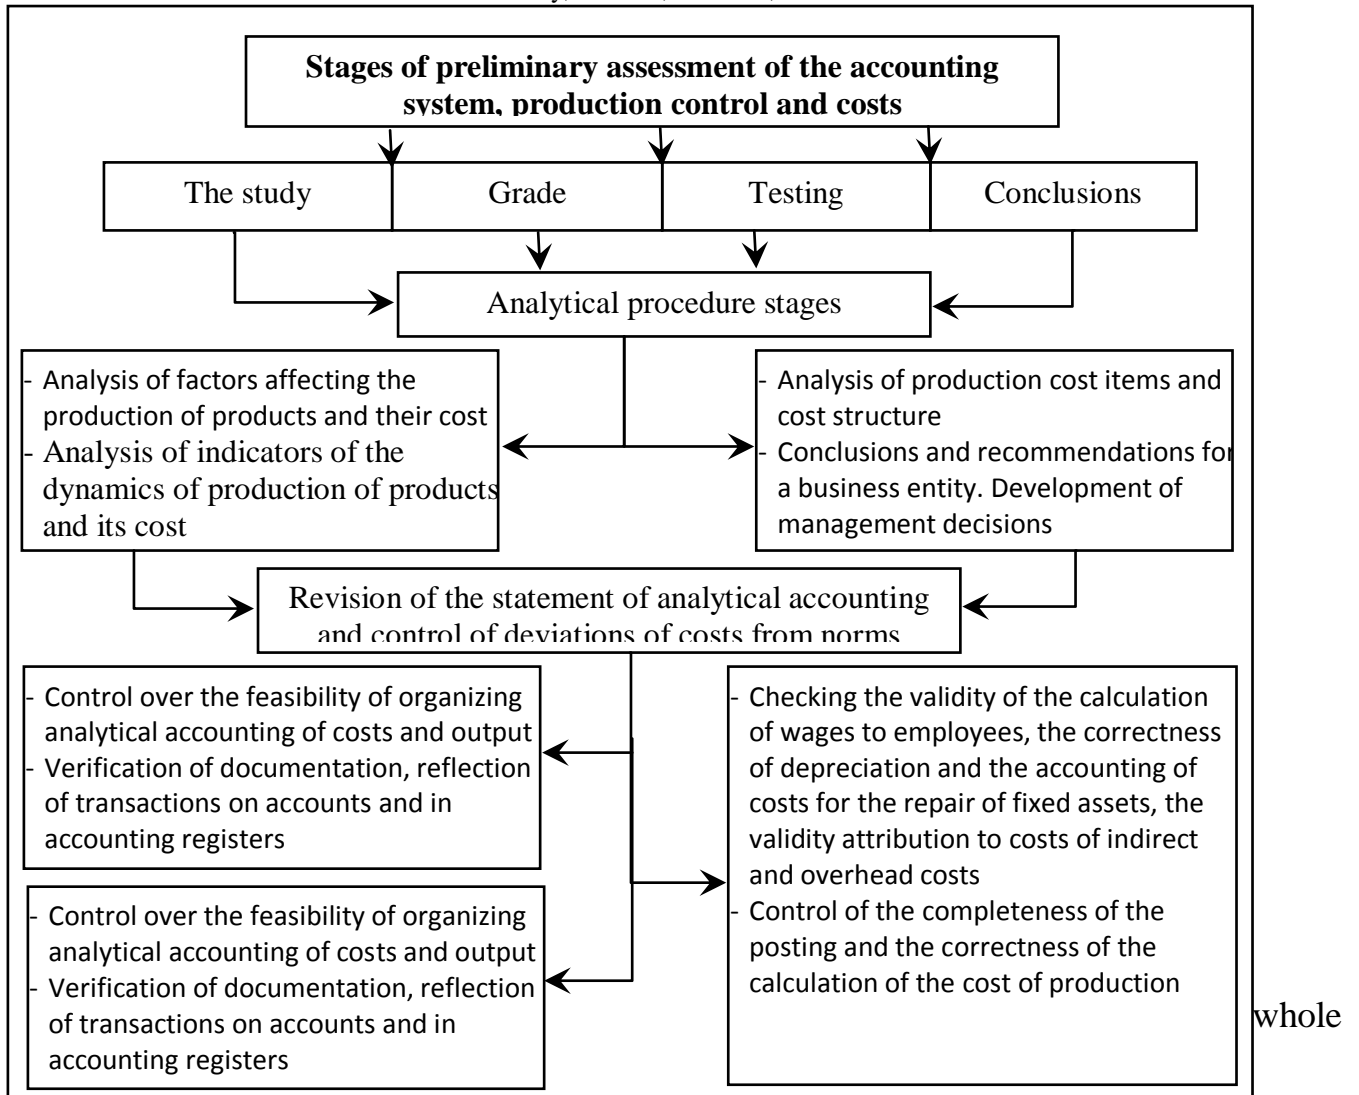 Stages of preliminary assessment of the accounting
system, production control and costs
The study
Grade
Testing
Conclusions
Analytical procedure stages
- Analysis of factors affecting the
production of products and their cost
- Analysis of indicators of the
dynamics of production of products
and its cost
- Analysis of production cost items and
cost structure
- Conclusions and recommendations for
a business entity. Development of
management decisions
Revision of the statement of analytical accounting
and control of deviations of costs from norms
- Control over the feasibility of organizing
analytical accounting of costs and output
- Verification of documentation, reflection
of transactions on accounts and in
accounting registers
- Checking the validity of the calculation
of wages to employees, the correctness
of depreciation and the accounting of
costs for the repair of fixed assets, the
validity attribution to costs of indirect
and overhead costs
- Control of the completeness of the
posting and the correctness of the
calculation of the cost of production
- Control over the feasibility of organizing
analytical accounting of costs and output
- Verification of documentation, reflection
of transactions on accounts and in
accounting registers
whole